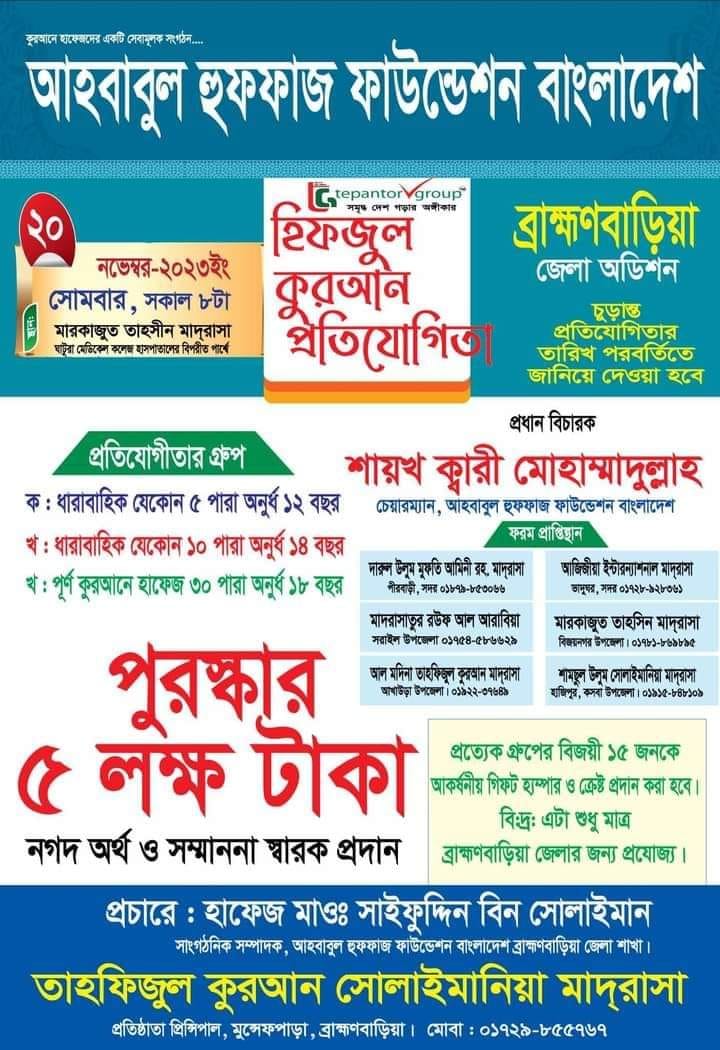 কুরআনে হাফেজদের একটি সেবামূলক সংগঠন....
আহবাবুল হুফফাজ ফাউন্ডেশন বাংলাদেশ
২০
নভেম্বর-২০২৩ইং
সোমবার, সকাল ৮টা
স্থান:
মারকাজুত তাহসীন মাদ্‌রাসা
ঘাটুরা মেডিকেল কলেজ হাসপাতালের বিপরীত পার্শে
tepantor group
সমৃদ্ধ দেশ গড়ার অঙ্গীকার
হিফজুল
কুরআন
প্রতিযোগিতা
ব্রাহ্মণবাড়িয়া
জেলা অডিশন
চুড়ান্ত
প্রতিযোগিতার
তারিখ পরবর্তিতে
জানিয়ে দেওয়া হবে
প্রতিযোগীতার গ্রুপ
ক : ধারাবাহিক যেকোন ৫ পারা অনুর্ধ ১২ বছর
খ : ধারাবাহিক যেকোন ১০ পারা অনুর্ধ ১৪ বছর
খ : পূর্ণ কুরআনে হাফেজ ৩০ পারা অনুর্ধ ১৮ বছর
প্রধান বিচারক
শায়খ ক্বারী মোহাম্মাদুল্লাহ
চেয়ারম্যান, আহবাবুল হুফফাজ ফাউন্ডেশন বাংলাদেশ
ফরম প্রাপ্তিস্থান
দারুল উলুম মুফতি আমিনী রহ. মাদ্‌রাসা
পীরবাড়ী, সদর ০১৮৭৯-৮৫৩০৬৬
আজিজীয়া ইন্টারন্যাশনাল মাদ্‌রাসা
ভাদুঘর, সদর ০১৭২৮-৯২৮৩৬১
মাদরাসাতুর রউফ আল আরাবিয়া
সরাইল উপজেলা ০১৭৫৪-৫৮৬৬২৯
মারকাজুত তাহসিন মাদ্‌রাসা
বিজয়নগর উপজেলা। ০১৭৮১-৮৬৯৮৯৫
আল মদিনা তাহফিজুল কুরআন মাদ্‌রাসা
আখাউড়া উপজেলা। ০১৯২২-৩৭৬৪৯
শামছুল উলুম সোলাইমানিয়া মাদ্‌রাসা
হাজিপুর, কসবা উপজেলা। ০১৯১৫-৮৪৮১০৯
পুরস্কার
৫ লক্ষ টাকা
নগদ অর্থ ও সম্মাননা স্বারক প্রদান
প্রত্যেক গ্রুপের বিজয়ী ১৫ জনকে
আকর্ষনীয় গিফট হ্যম্পার ও ক্রেষ্ট প্রদান করা হবে।
বি:দ্র: এটা শুধু মাত্র
ব্রাহ্মণবাড়িয়া জেলার জন্য প্রযোজ্য।
প্রচারে : হাফেজ মাওঃ সাইফুদ্দিন বিন সোলাইমান
সাংগঠনিক সম্পাদক, আহবাবুল হুফফাজ ফাউন্ডেশন বাংলাদেশ ব্রাহ্মণবাড়িয়া জেলা শাখা।
তাহফিজুল কুরআন সোলাইমানিয়া মাদ্‌রাসা
প্রতিষ্ঠাতা প্রিন্সিপাল, মুন্সেফপাড়া, ব্রাহ্মণবাড়িয়া। মোবা : ০১৭২৯-৮৫৫৭৬৭